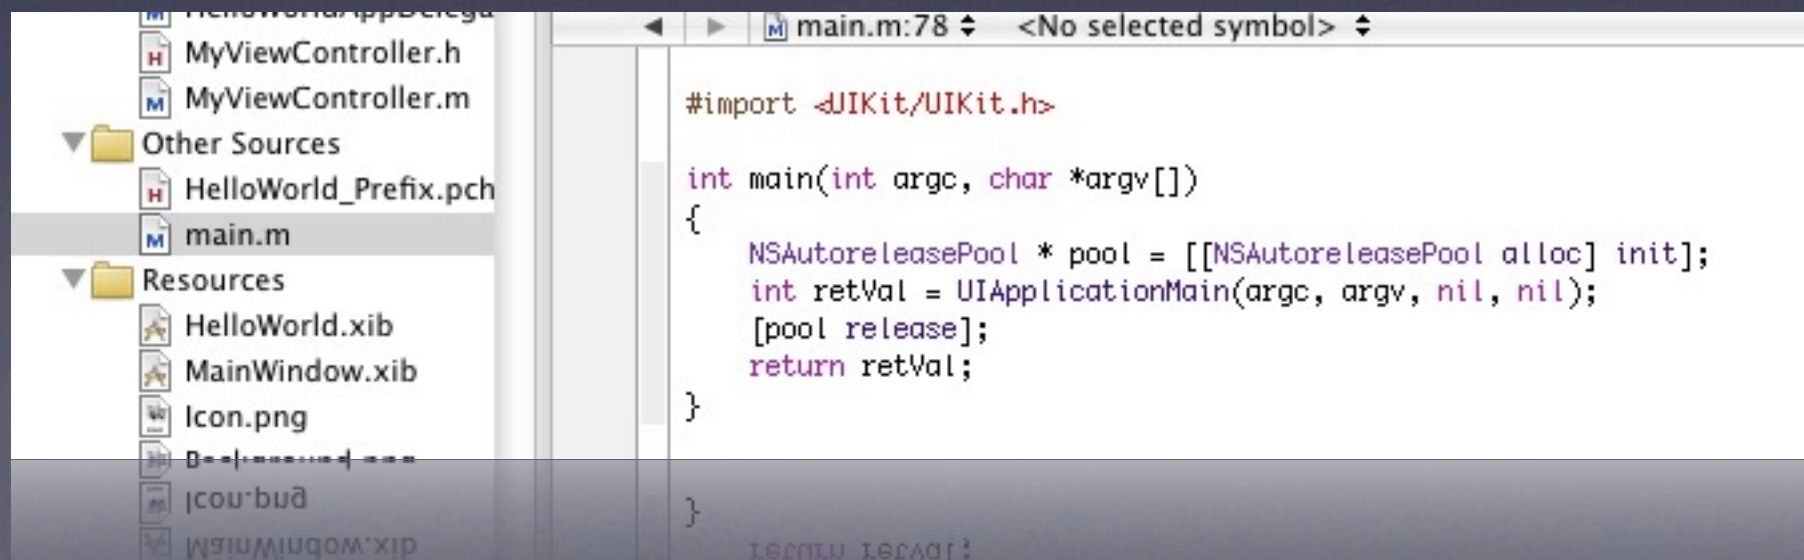 HelloWorldAppDelega
MyViewController.h
MyViewController.m
Other Sources
HelloWorld_Prefix.pch
main.m
Resources
HelloWorld.xib
MainWindow.xib
Icon.png
main.m:78 <No selected symbol>
#import <UIKit/UIKit.h>
int main(int argc, char *argv[])
{
NSAutoreleasePool * pool = [[NSAutoreleasePool alloc] init];
int retVal = UIApplicationMain(argc, argv, nil, nil);
[pool release];
return retVal;
}